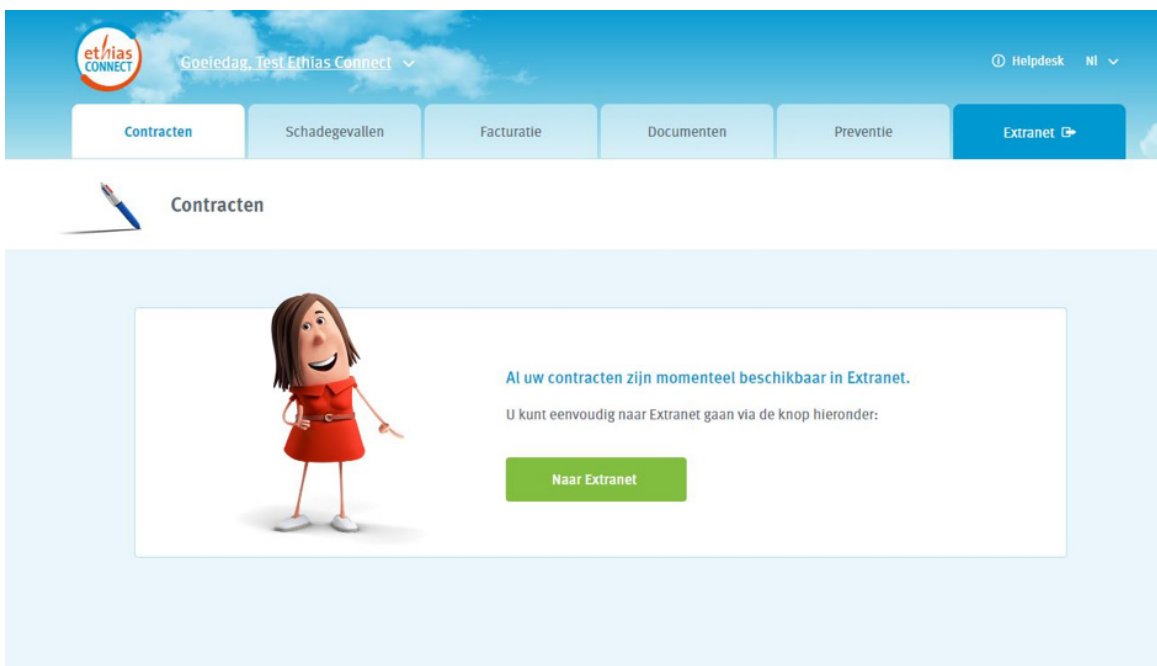 ethias
CONNECT
Goeiedag, Test Ethias Connect
Helpdesk Nl
Contracten Schadegevallen Facturatie Documenten Preventie Extranet
Contracten
Al uw contracten zijn momenteel beschikbaar in Extranet.
U kunt eenvoudig naar Extranet gaan via de knop hieronder:
Naar Extranet